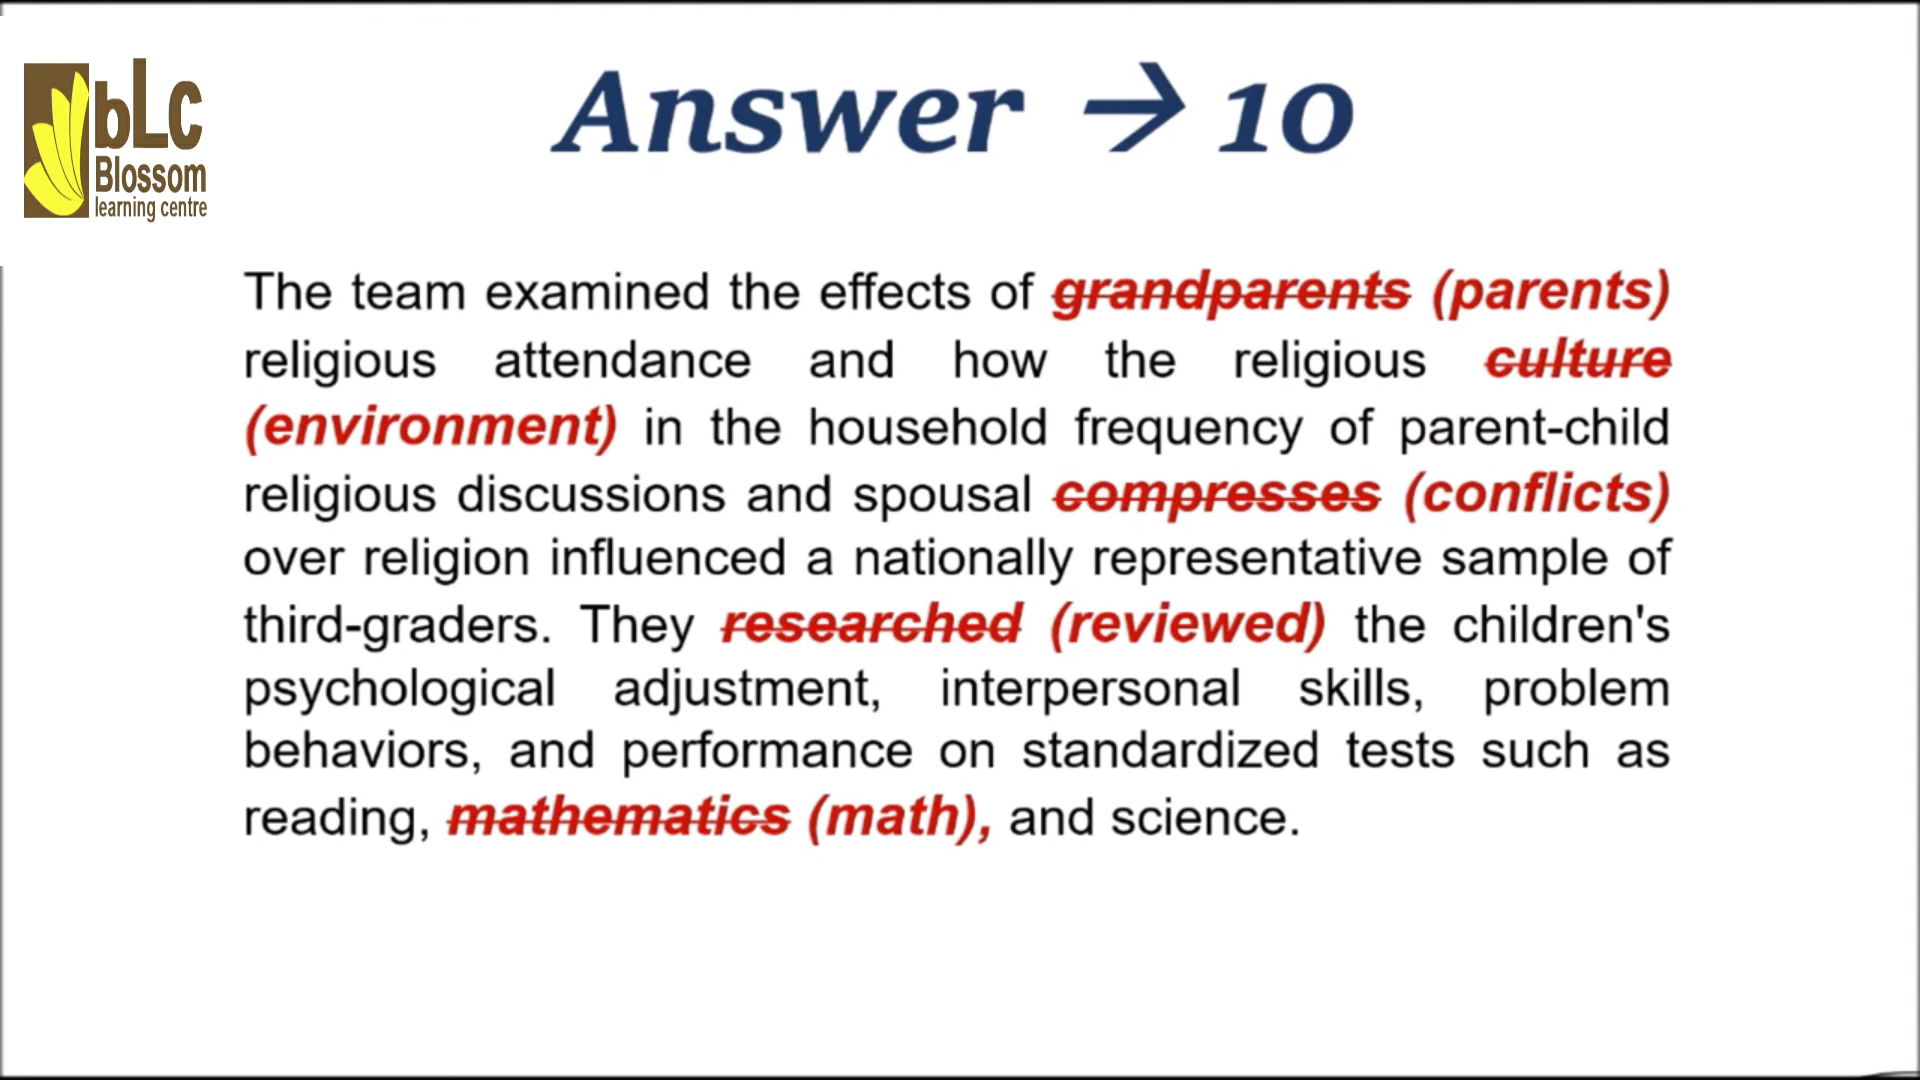 bLc
Blossom
learning centre
Answer → 10
The team examined the effects of grandparents (parents)
religious attendance and how the religious culture
(environment) in the household frequency of parent-child
religious discussions and spousal compresses (conflicts)
over religion influenced a nationally representative sample of
third-graders. They researched (reviewed) the children's
psychological adjustment, interpersonal skills, problem
behaviors, and performance on standardized tests such as
reading, mathematics (math), and science.